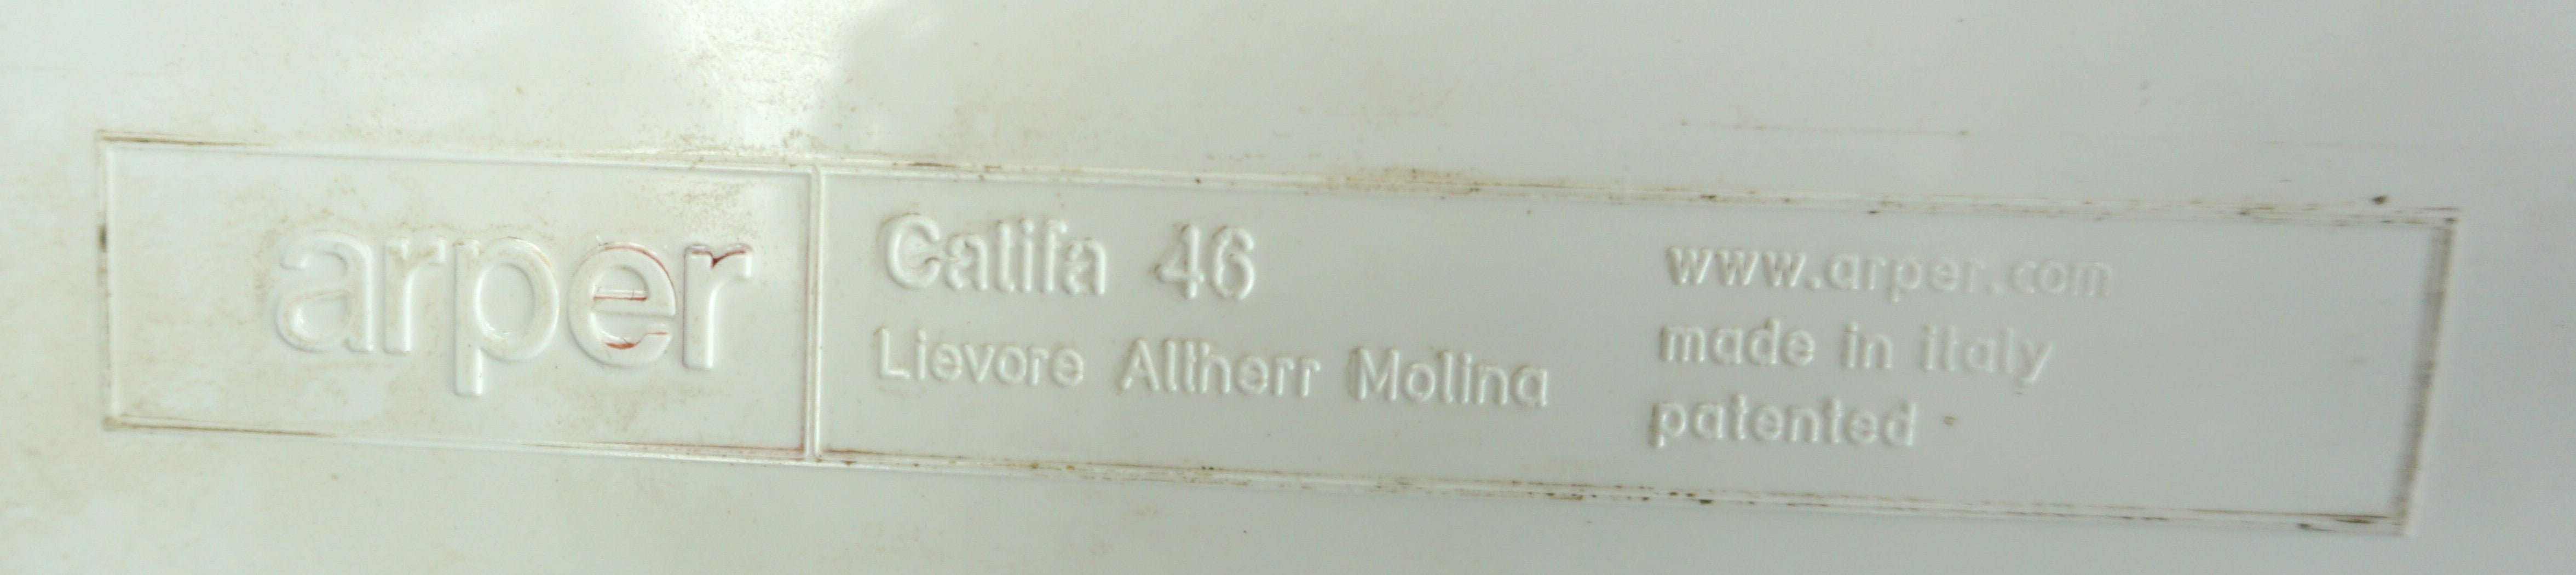 arper
Catifa 46
Lievore Altherr Molina
www.arper.com
made in italy
patented